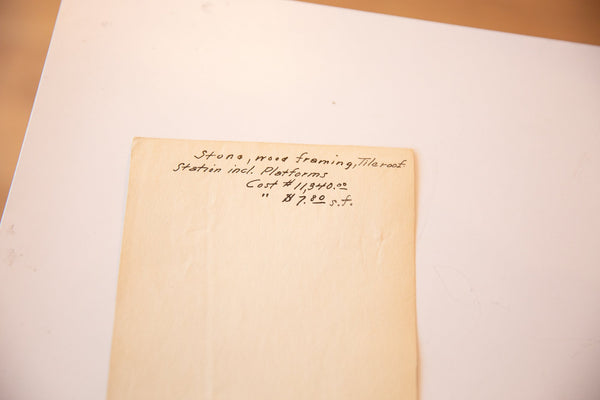 Stone, wood framing, Tile roof.
Station incl. Platforms
Cost $11,340.00
" $7.80 s.f.